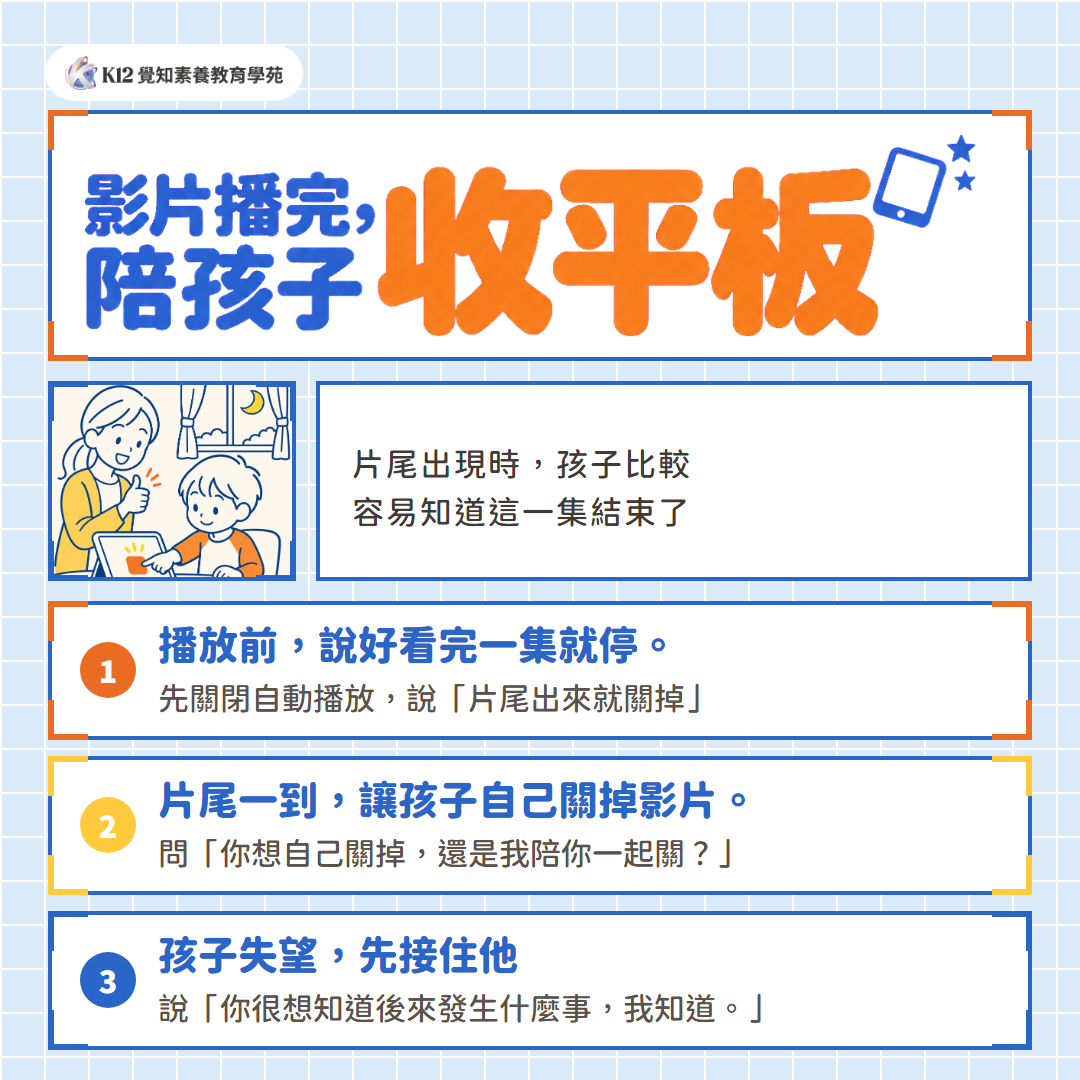 K12 覺知素養教育學苑
影片播完,
陪孩子
收平板
片尾出現時，孩子比較
容易知道這一集結束了
1
播放前，說好看完一集就停。
先關閉自動播放，說「片尾出來就關掉」
2
片尾一到，讓孩子自己關掉影片。
問「你想自己關掉，還是我陪你一起關？」
3
孩子失望，先接住他
說「你很想知道後來發生什麼事，我知道。」